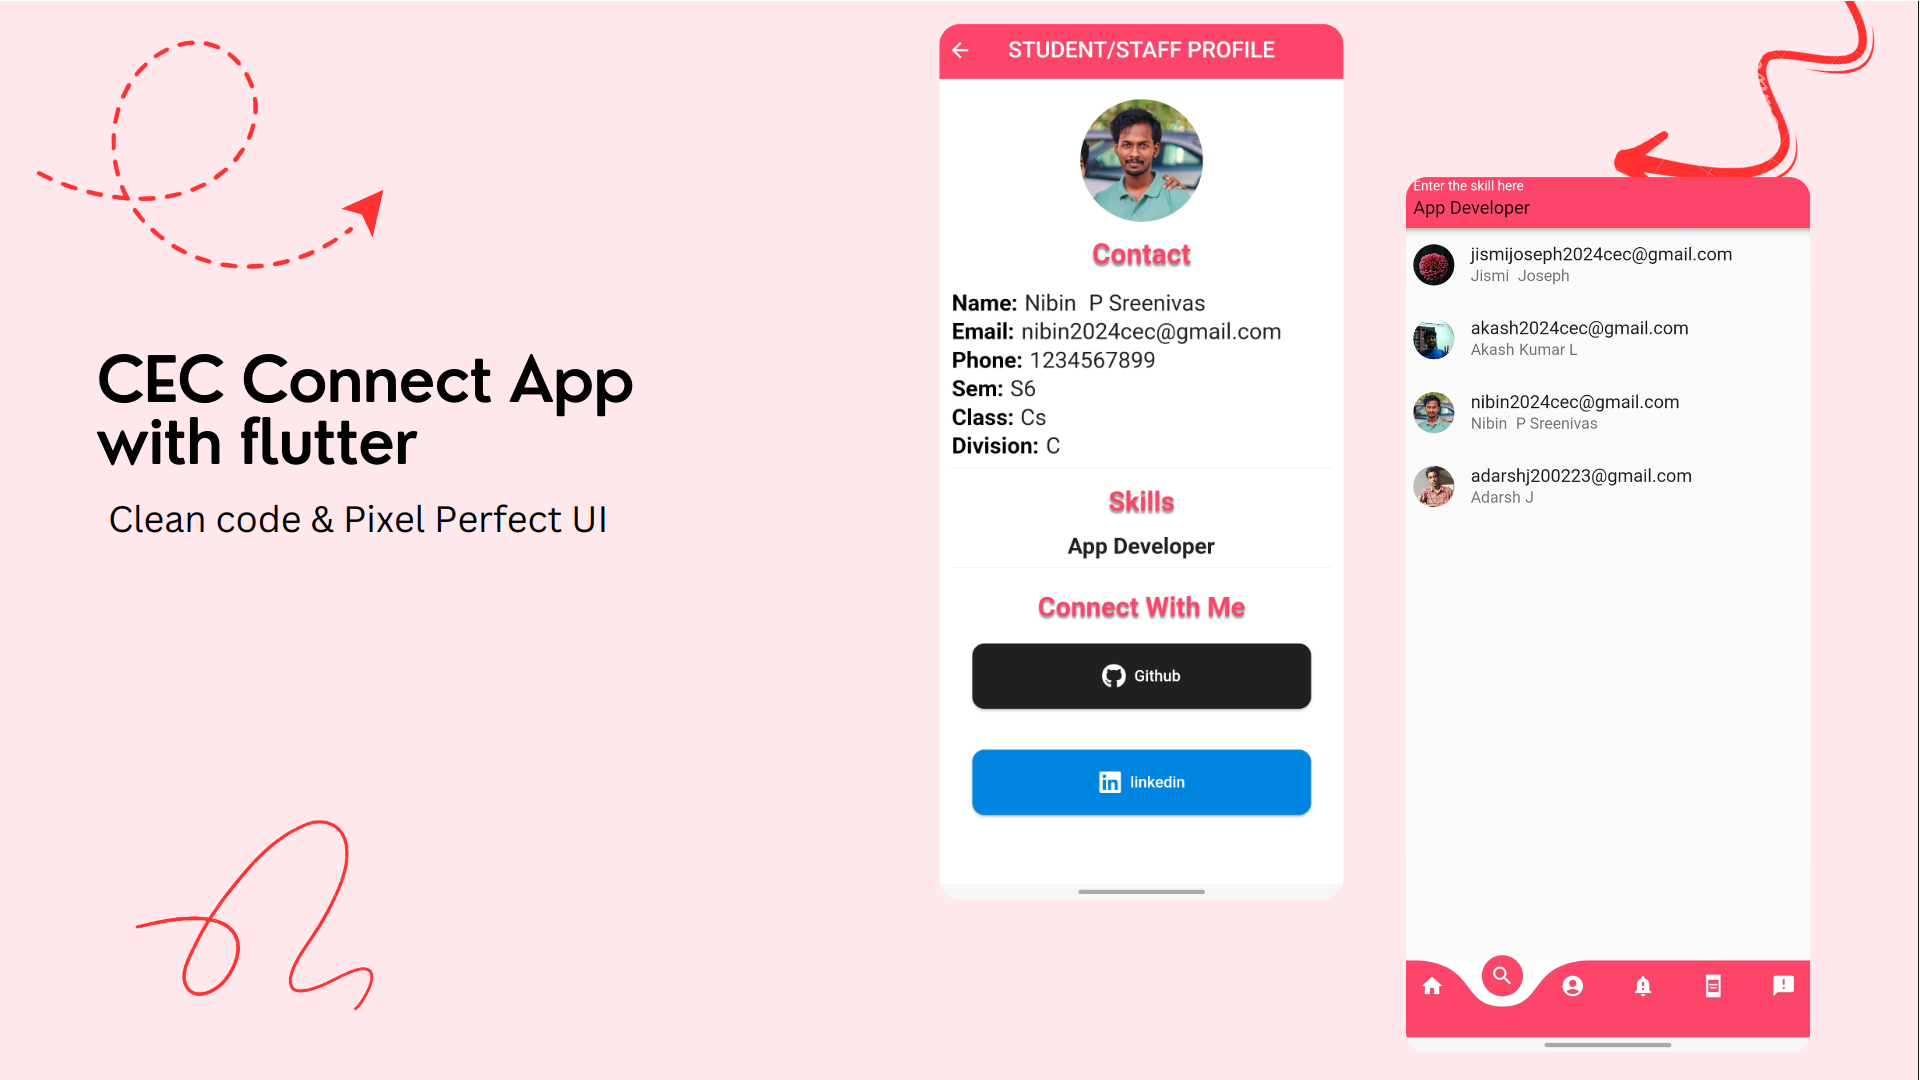 CEC Connect App
with flutter
Clean code & Pixel Perfect UI
STUDENT/STAFF PROFILE
Contact
Name: Nibin  P Sreenivas
Email: nibin2024cec@gmail.com
Phone: 1234567899
Sem: S6
Class: Cs
Division: C
Skills
App Developer
Connect With Me
Github
in linkedin
Enter the skill here
App Developer
jismijoseph2024cec@gmail.com
Jismi  Joseph
akash2024cec@gmail.com
Akash Kumar L
nibin2024cec@gmail.com
Nibin  P Sreenivas
adarshj200223@gmail.com
Adarsh J